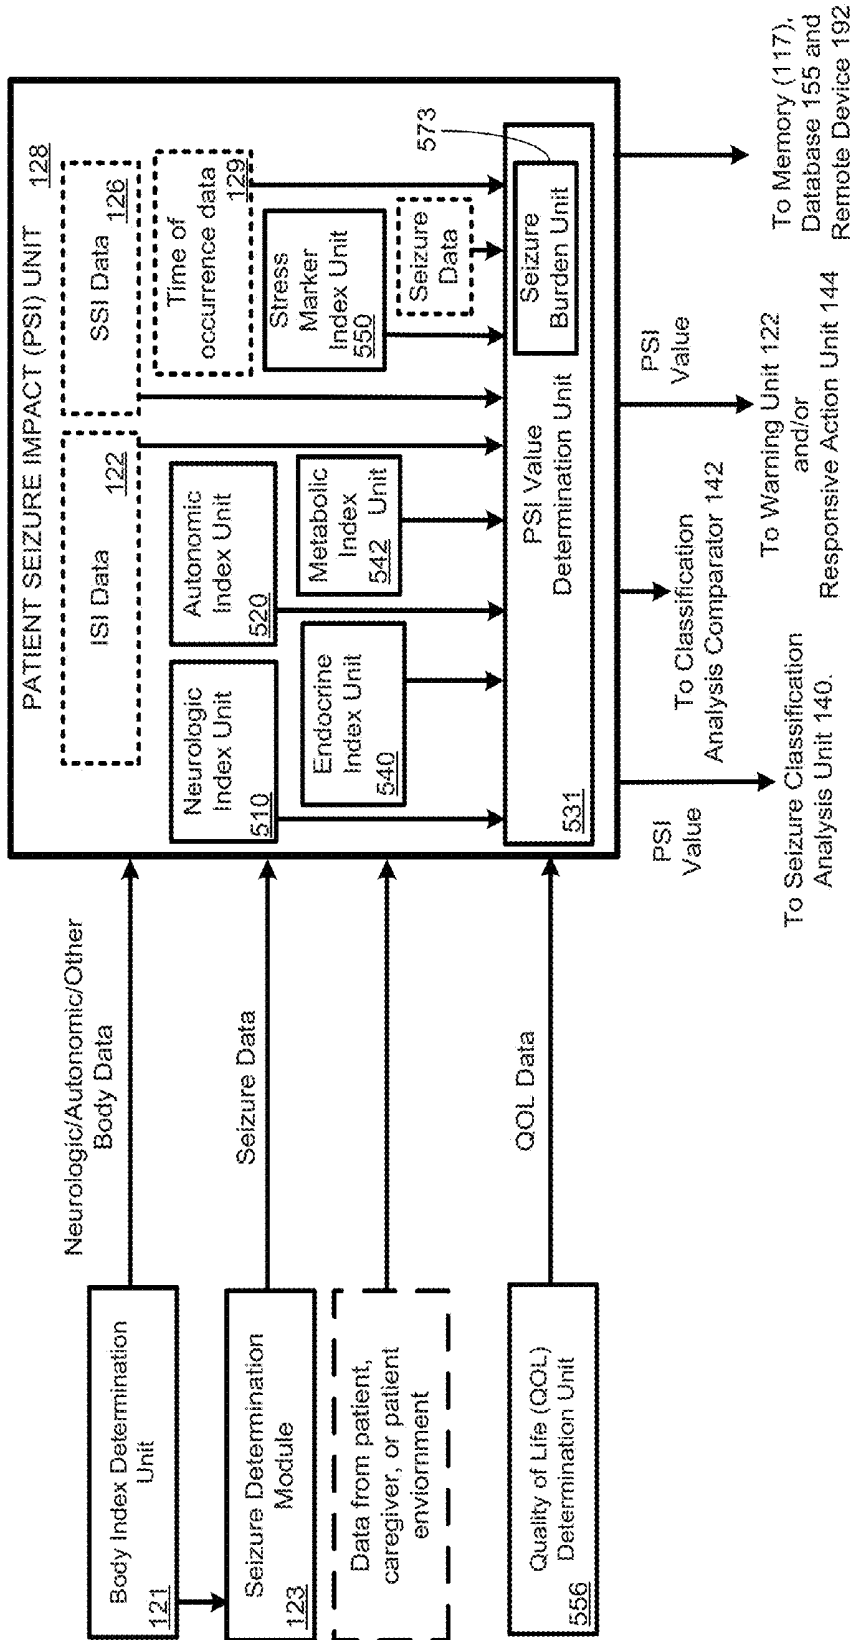 Body Index Determination
Unit
121
Seizure Determination
Module
123
Data from patient,
caregiver, or patient
enviornment
Quality of Life (QOL)
Determination Unit
556
Neurologic/Autonomic/Other
Body Data
Seizure Data
QOL Data
PATIENT SEIZURE IMPACT (PSI) UNIT
128
ISI Data
122
SSI Data
126
Neurologic
Index Unit
510
Autonomic
Index Unit
520
Time of
occurrence data
129
Endocrine
Index Unit
540
Metabolic
Index
542 Unit
Stress
Marker
Index Unit
550
Seizure
Data
PSI Value
Determination Unit
531
Seizure
Burden Unit
573
PSI
Value
To Seizure Classification
Analysis Unit 140.
To Classification
Analysis Comparator 142
PSI
Value
To Warning Unit 122
and/or
Responsive Action Unit 144
To Memory (117),
Database 155 and
Remote Device 192